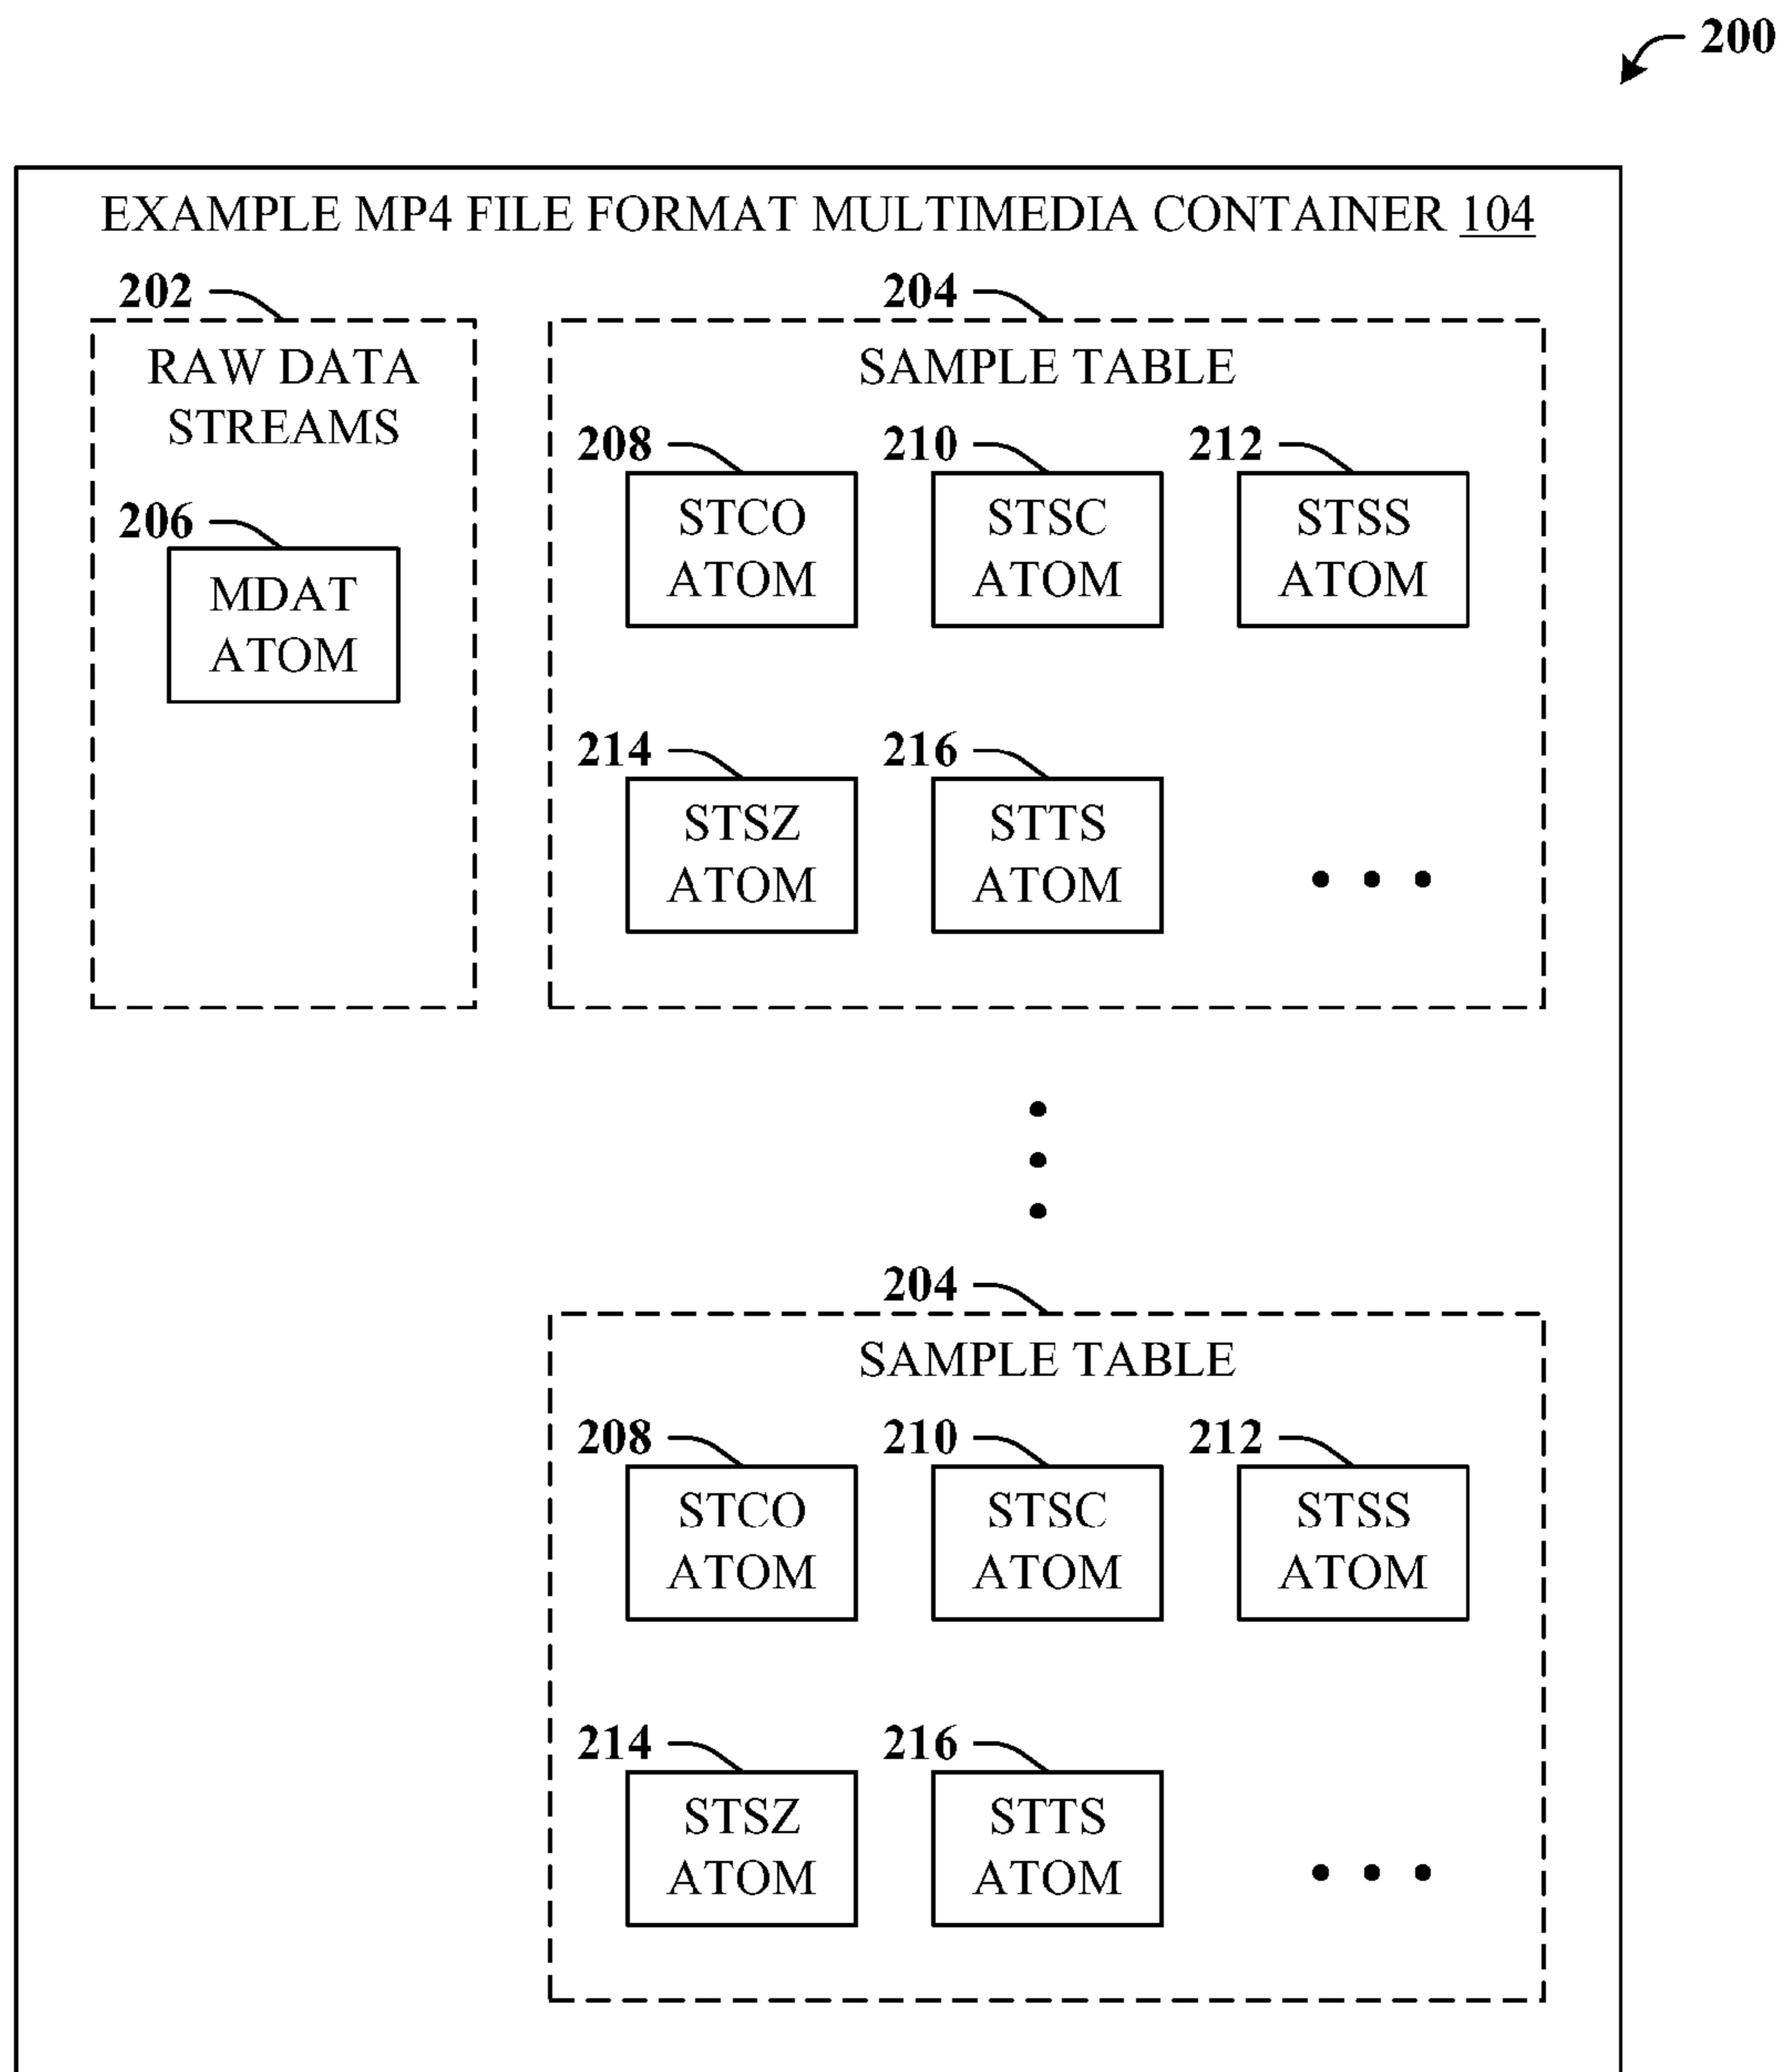 200
EXAMPLE MP4 FILE FORMAT MULTIMEDIA CONTAINER 104
202
RAW DATA
STREAMS
206
MDAT
ATOM
204
SAMPLE TABLE
208
STCO
ATOM
210
STSC
ATOM
212
STSS
ATOM
214
STSZ
ATOM
216
STTS
ATOM
204
SAMPLE TABLE
208
STCO
ATOM
210
STSC
ATOM
212
STSS
ATOM
214
STSZ
ATOM
216
STTS
ATOM